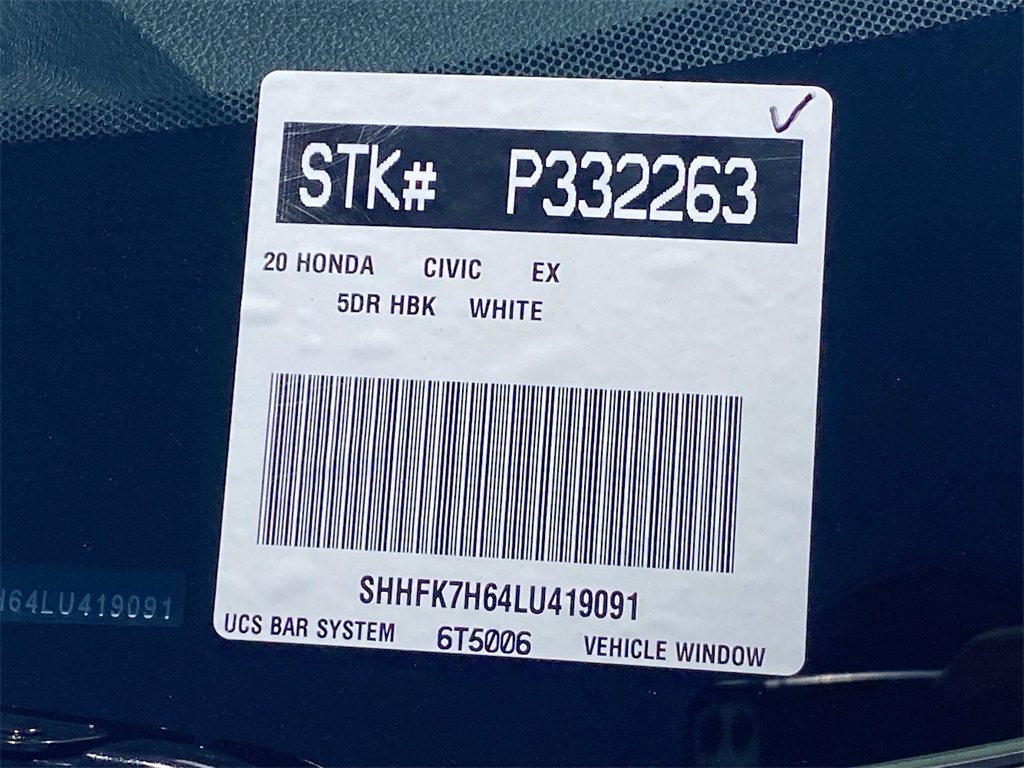 STK# P332263
20 HONDA CIVIC EX
5DR HBK WHITE
SHHFK7H64LU419091
H64LU419091
UCS BAR SYSTEM 6T5006 VEHICLE WINDOW